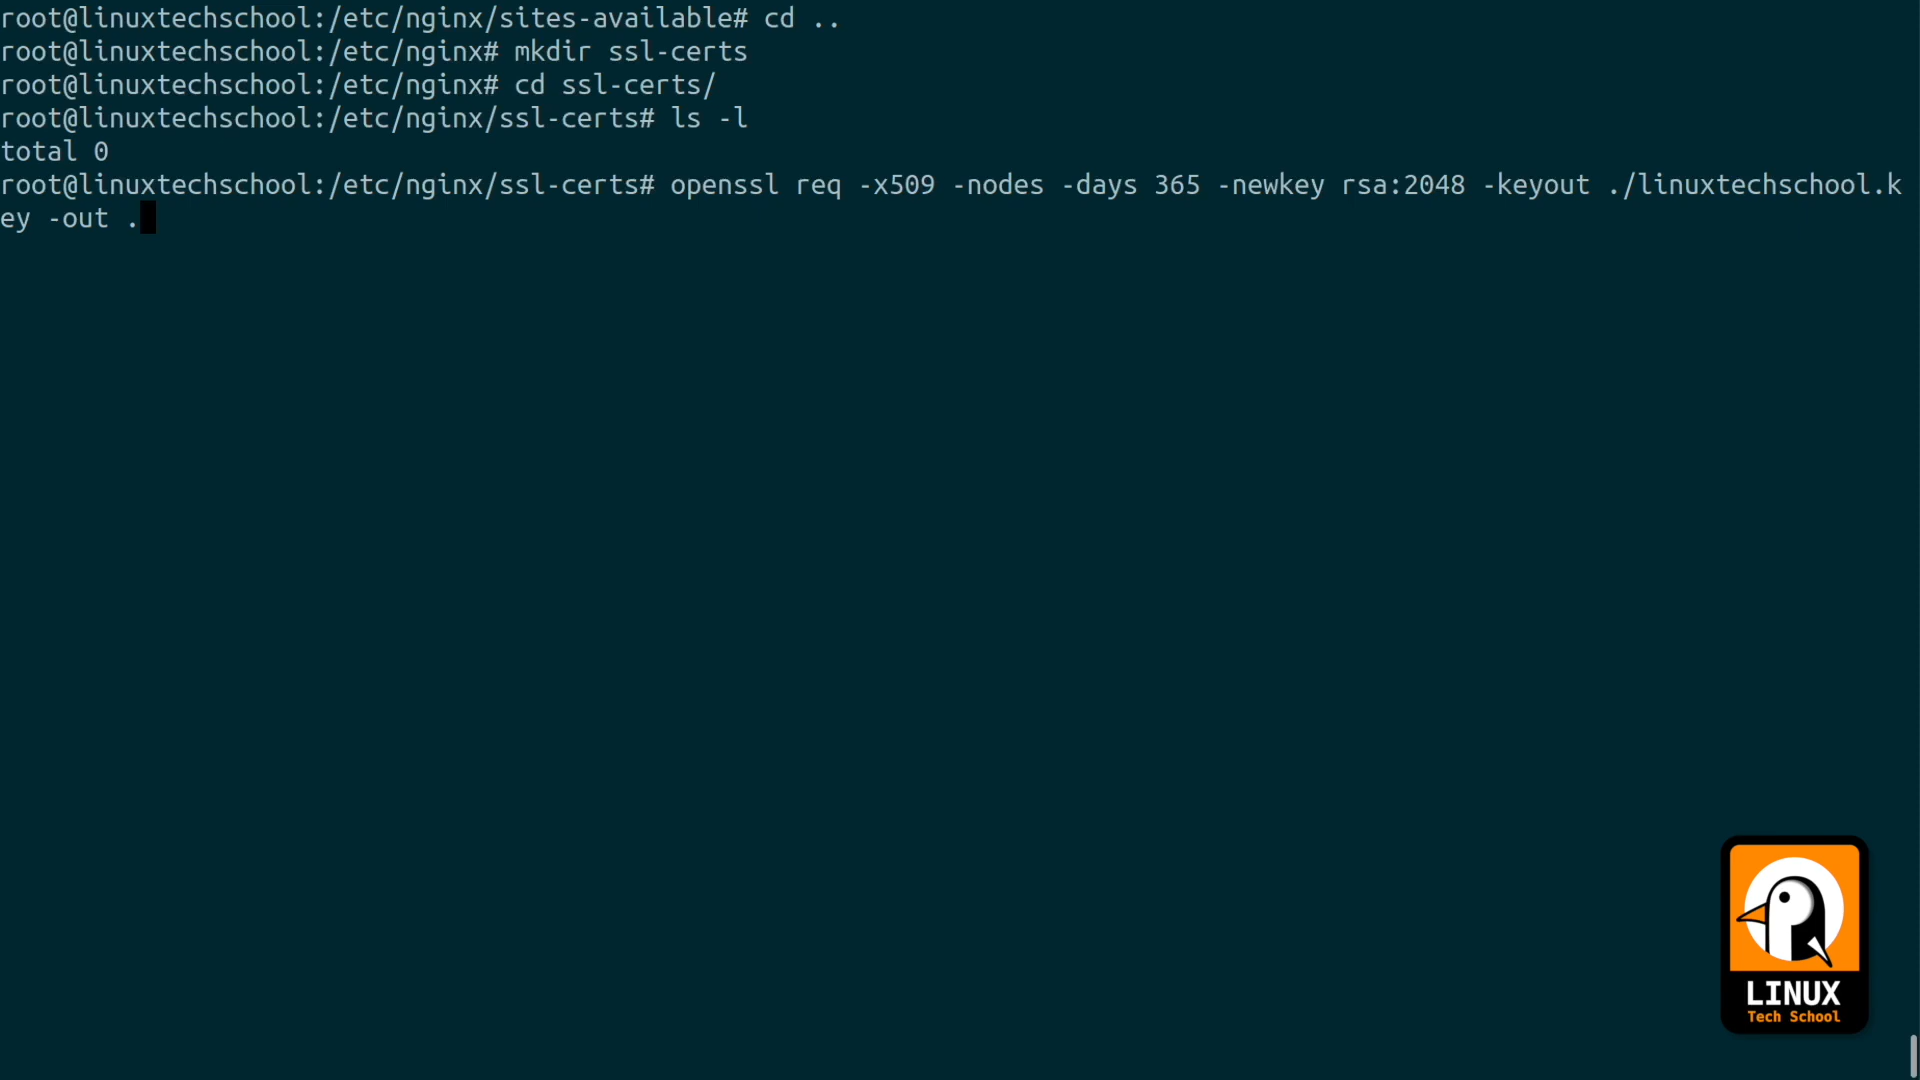 root@linuxtechschool:/etc/nginx/sites-available# cd ..
root@linuxtechschool:/etc/nginx# mkdir ssl-certs
root@linuxtechschool:/etc/nginx# cd ssl-certs/
root@linuxtechschool:/etc/nginx/ssl-certs# ls -l
total 0
root@linuxtechschool:/etc/nginx/ssl-certs# openssl req -x509 -nodes -days 365 -newkey rsa:2048 -keyout ./linuxtechschool.k
ey -out .
LINUX
Tech School